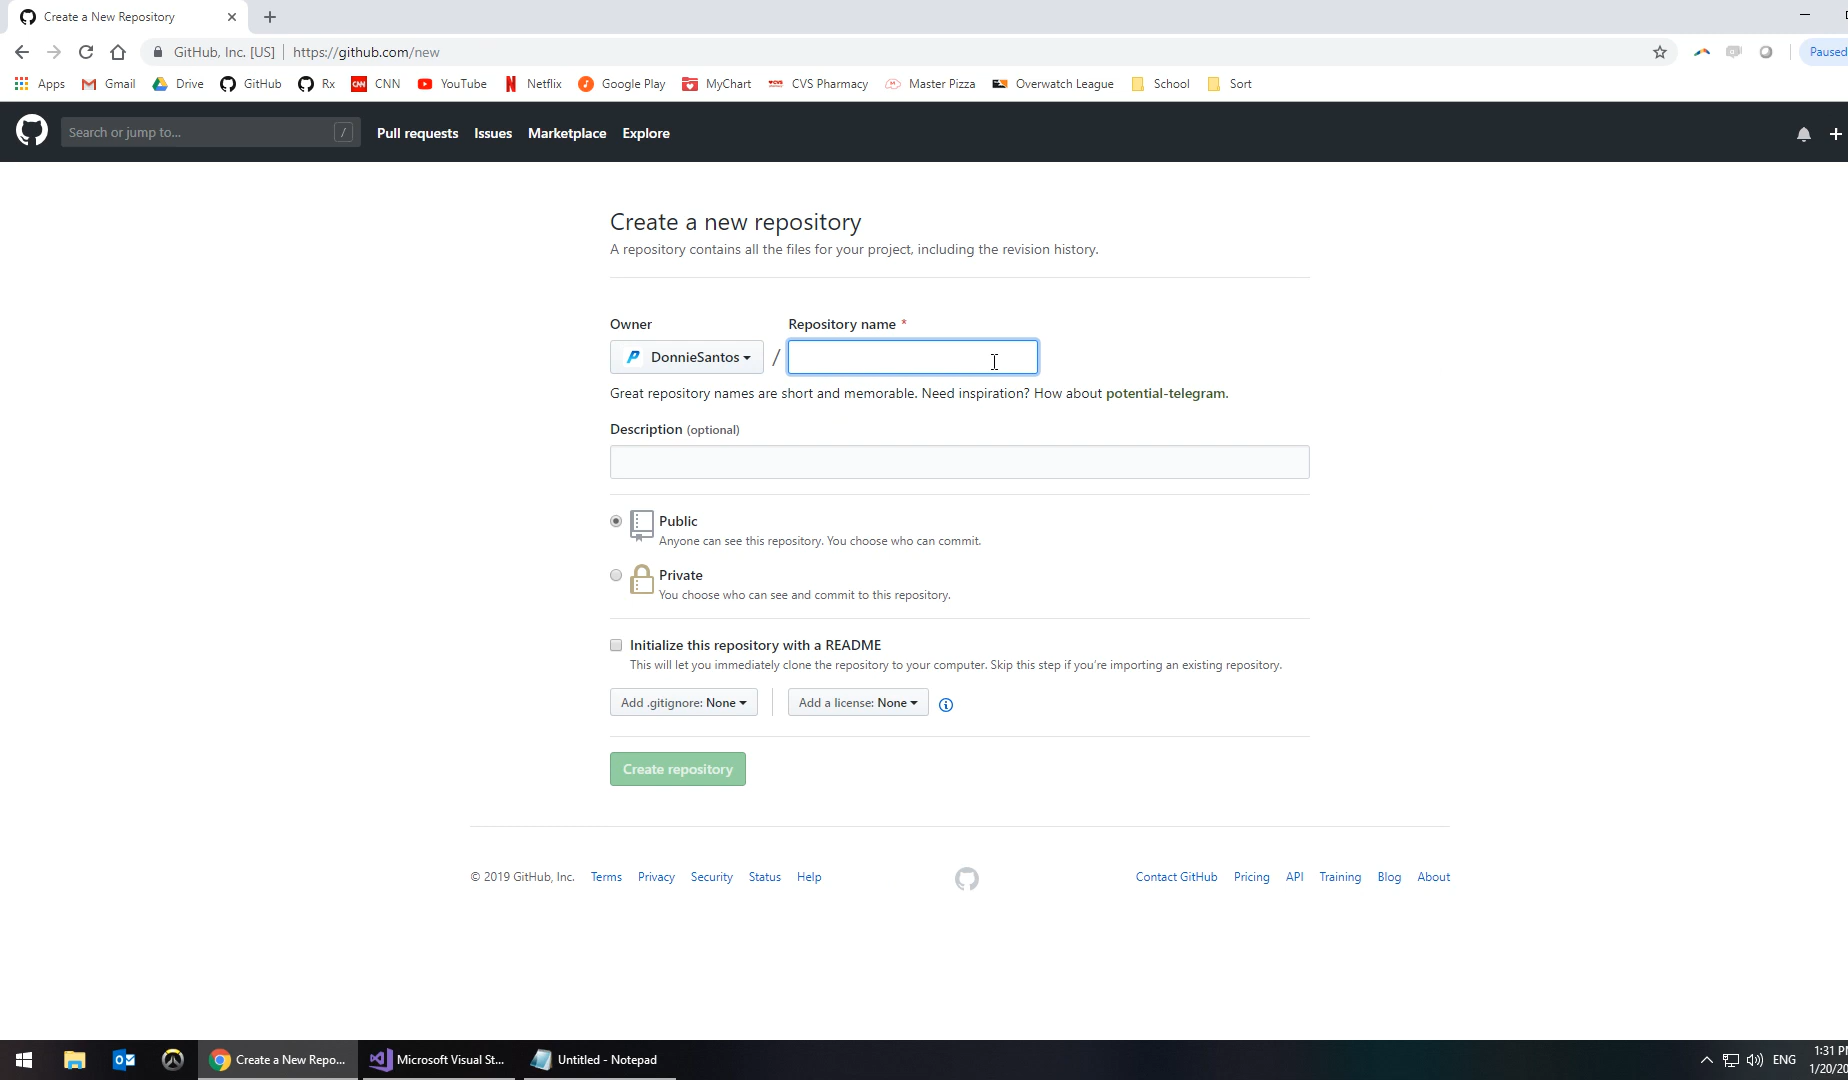 Create a New Repository
GitHub, Inc. [US] https://github.com/new
Paused
Apps Gmail Drive GitHub Rx CNN YouTube Netflix Google Play MyChart CVS Pharmacy Master Pizza Overwatch League School Sort
Search or jump to... / Pull requests Issues Marketplace Explore
Create a new repository
A repository contains all the files for your project, including the revision history.
Owner Repository name *
DonnieSantos /
Great repository names are short and memorable. Need inspiration? How about potential-telegram.
Description (optional)
Public
Anyone can see this repository. You choose who can commit.
Private
You choose who can see and commit to this repository.
Initialize this repository with a README
This will let you immediately clone the repository to your computer. Skip this step if you're importing an existing repository.
Add .gitignore: None Add a license: None
Create repository
© 2019 GitHub, Inc. Terms Privacy Security Status Help Contact GitHub Pricing API Training Blog About
Create a New Repo... Microsoft Visual St... Untitled - Notepad ENG 1:31 P
1/20/20